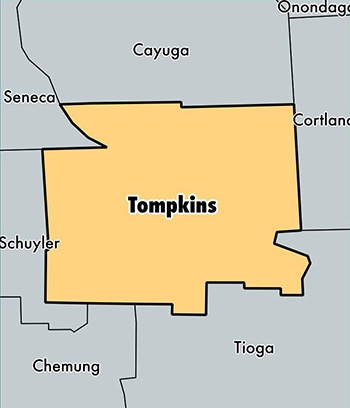 Onondaga
Cayuga
Seneca
Cortland
Tompkins
Schuyler
Tioga
Chemung